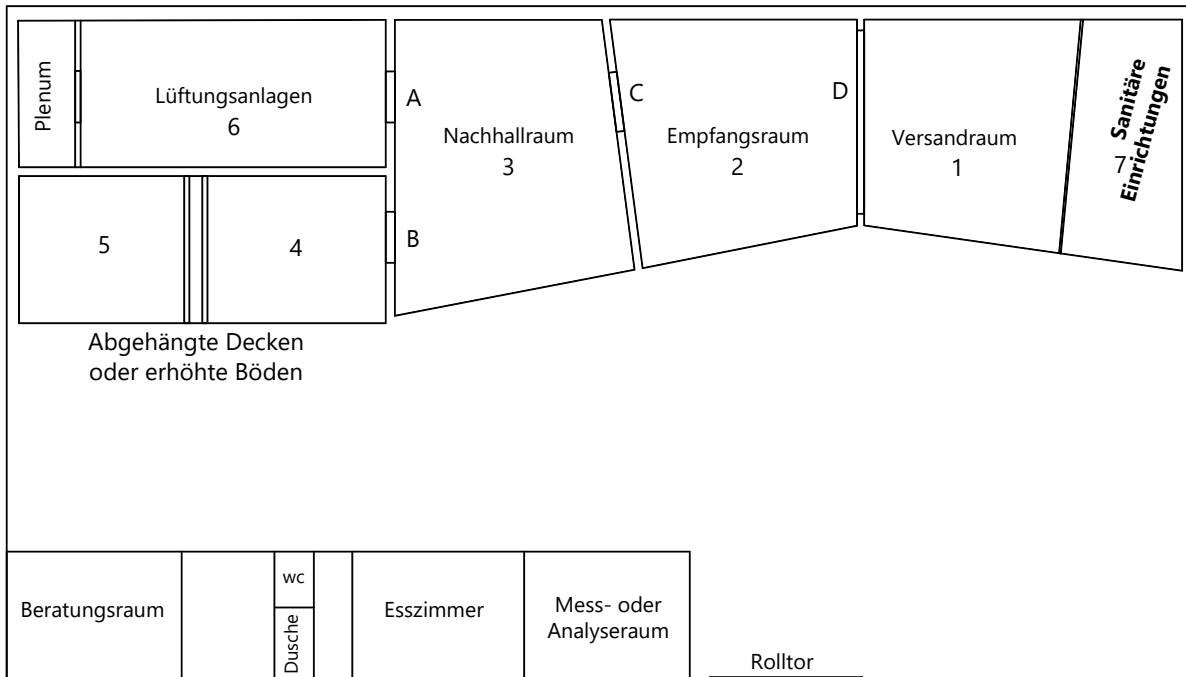 Plenum
Lüftungsanlagen
6
A
Nachhallraum
3
C
Empfangsraum
2
D
Versandraum
1
7
Sanitäre
Einrichtungen
5
4
B
Abgehängte Decken
oder erhöhte Böden
Beratungsraum
wc
Dusche
Esszimmer
Mess- oder
Analyseraum
Rolltor